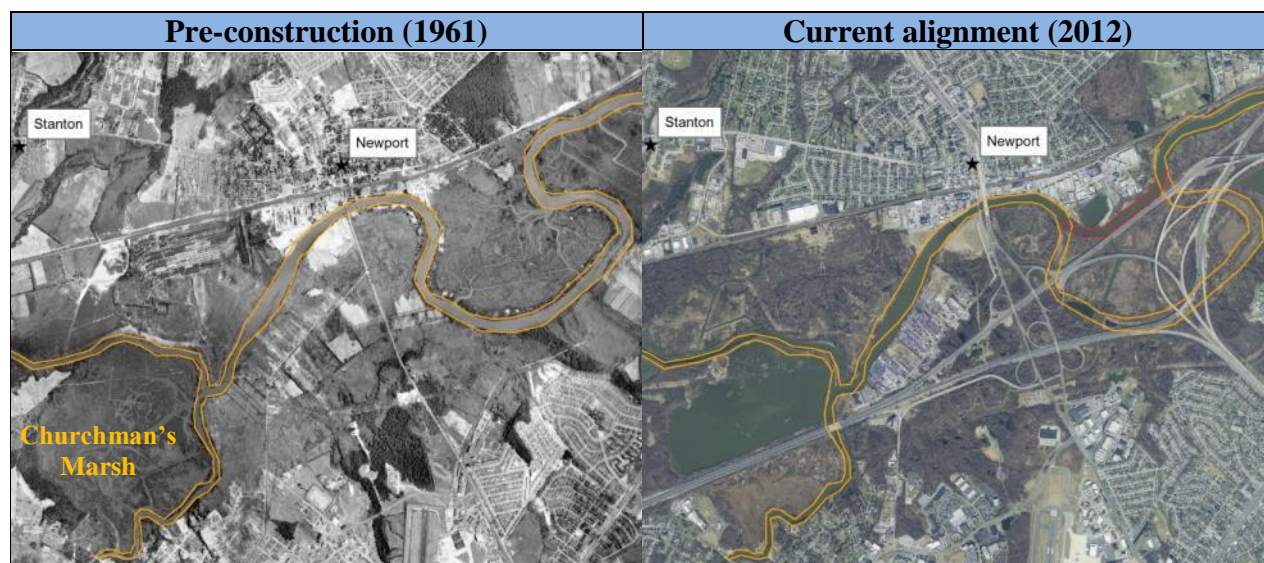 Pre-construction (1961)
Current alignment (2012)
Stanton
Newport
Churchman’s
Marsh
Stanton
Newport